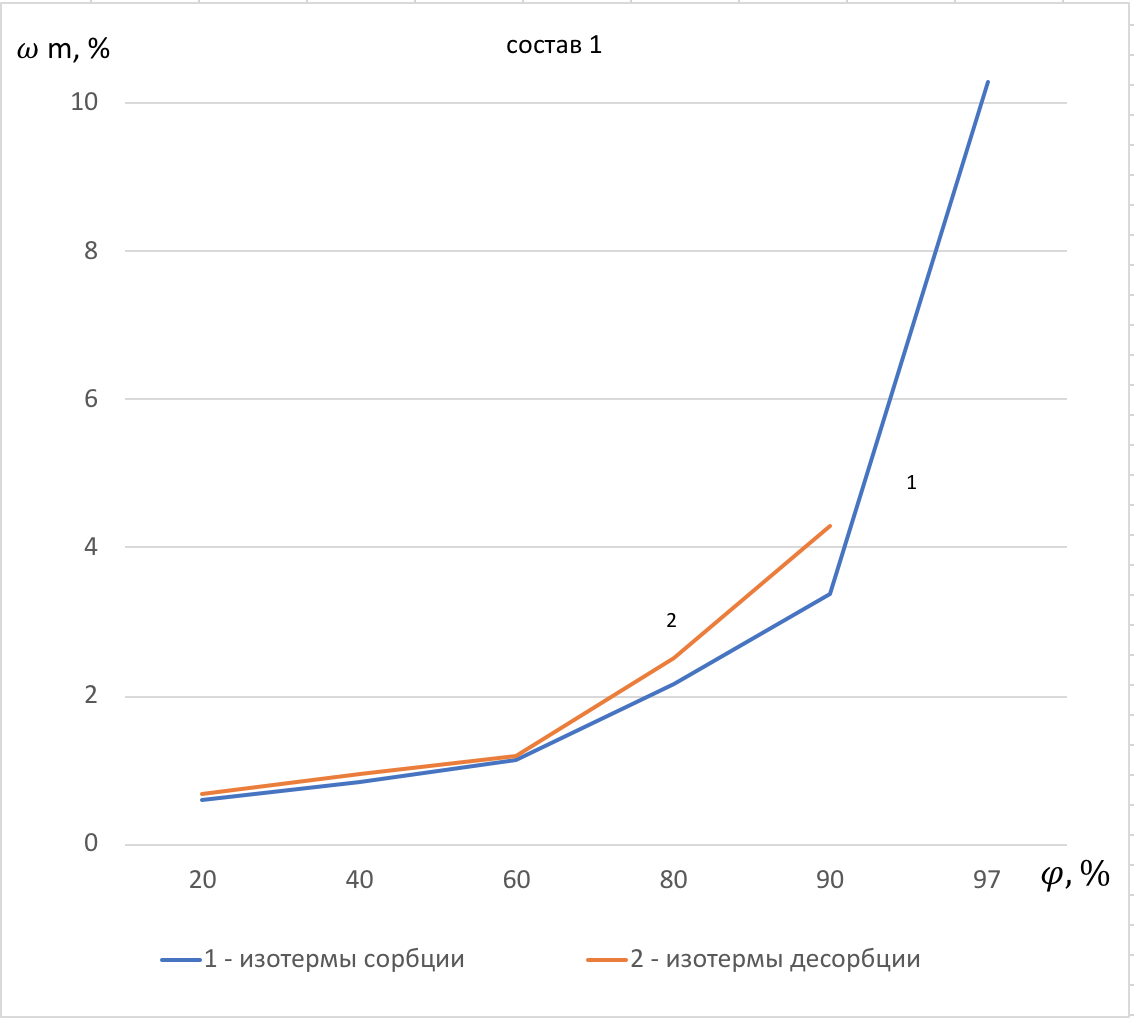 ω m, %
состав 1
10
8
6
1
4
2
2
0
20 40 60 80 90 97 φ, %
1 - изотермы сорбции 2 - изотермы десорбции